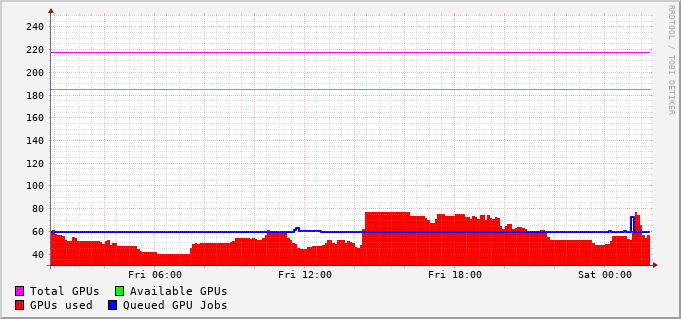 RRDTOOL / TOBI OETIKER
240
220
200
180
160
140
120
100
80
60
40
Fri 06:00 Fri 12:00 Fri 18:00 Sat 00:00
Total GPUs Available GPUs
GPUs used Queued GPU Jobs